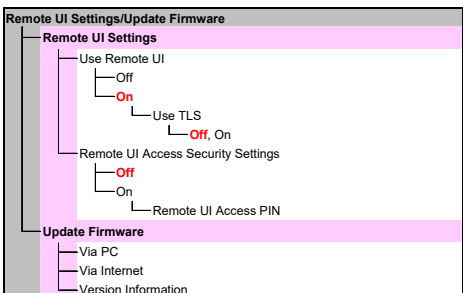 Remote UI Settings/Update Firmware
Remote UI Settings
Use Remote UI
Off
On
Use TLS
Off, On
Remote UI Access Security Settings
Off
On
Remote UI Access PIN
Update Firmware
Via PC
Via Internet
Version Information